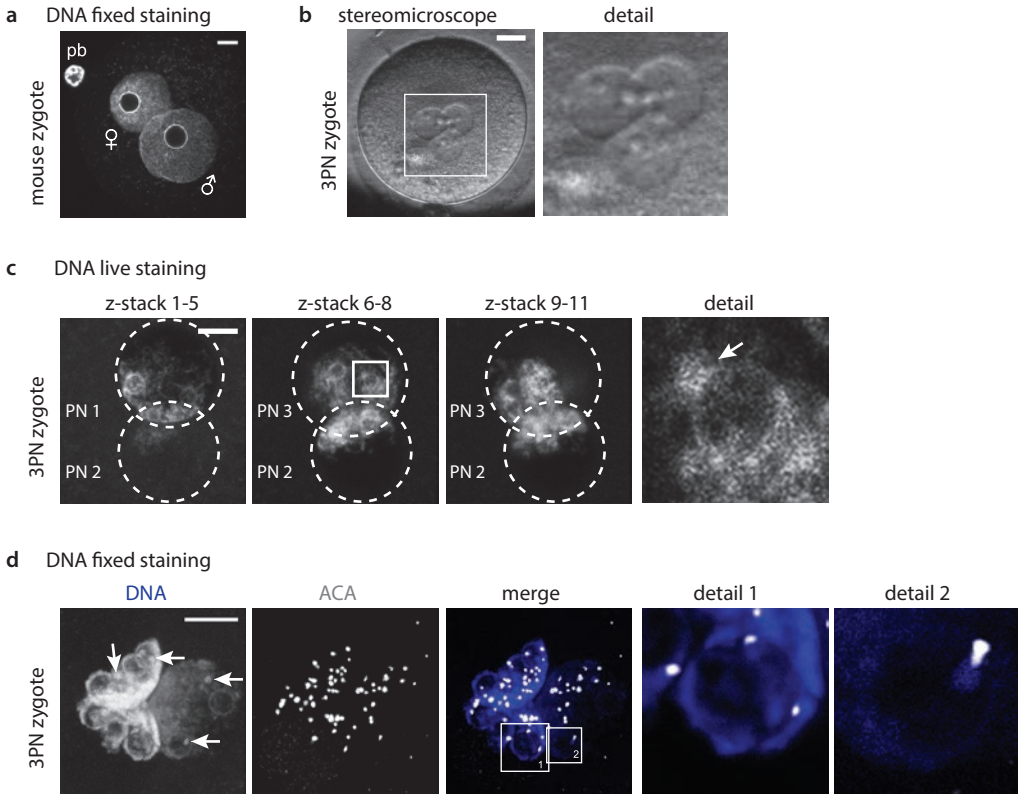 a DNA fixed staining
mouse zygote
pb
♀
♂
b stereomicroscope detail
3PN zygote
c DNA live staining
z-stack 1-5 z-stack 6-8 z-stack 9-11 detail
3PN zygote
PN 1 PN 3 PN 3
PN 2 PN 2 PN 2
d DNA fixed staining
DNA ACA merge detail 1 detail 2
3PN zygote
1 2